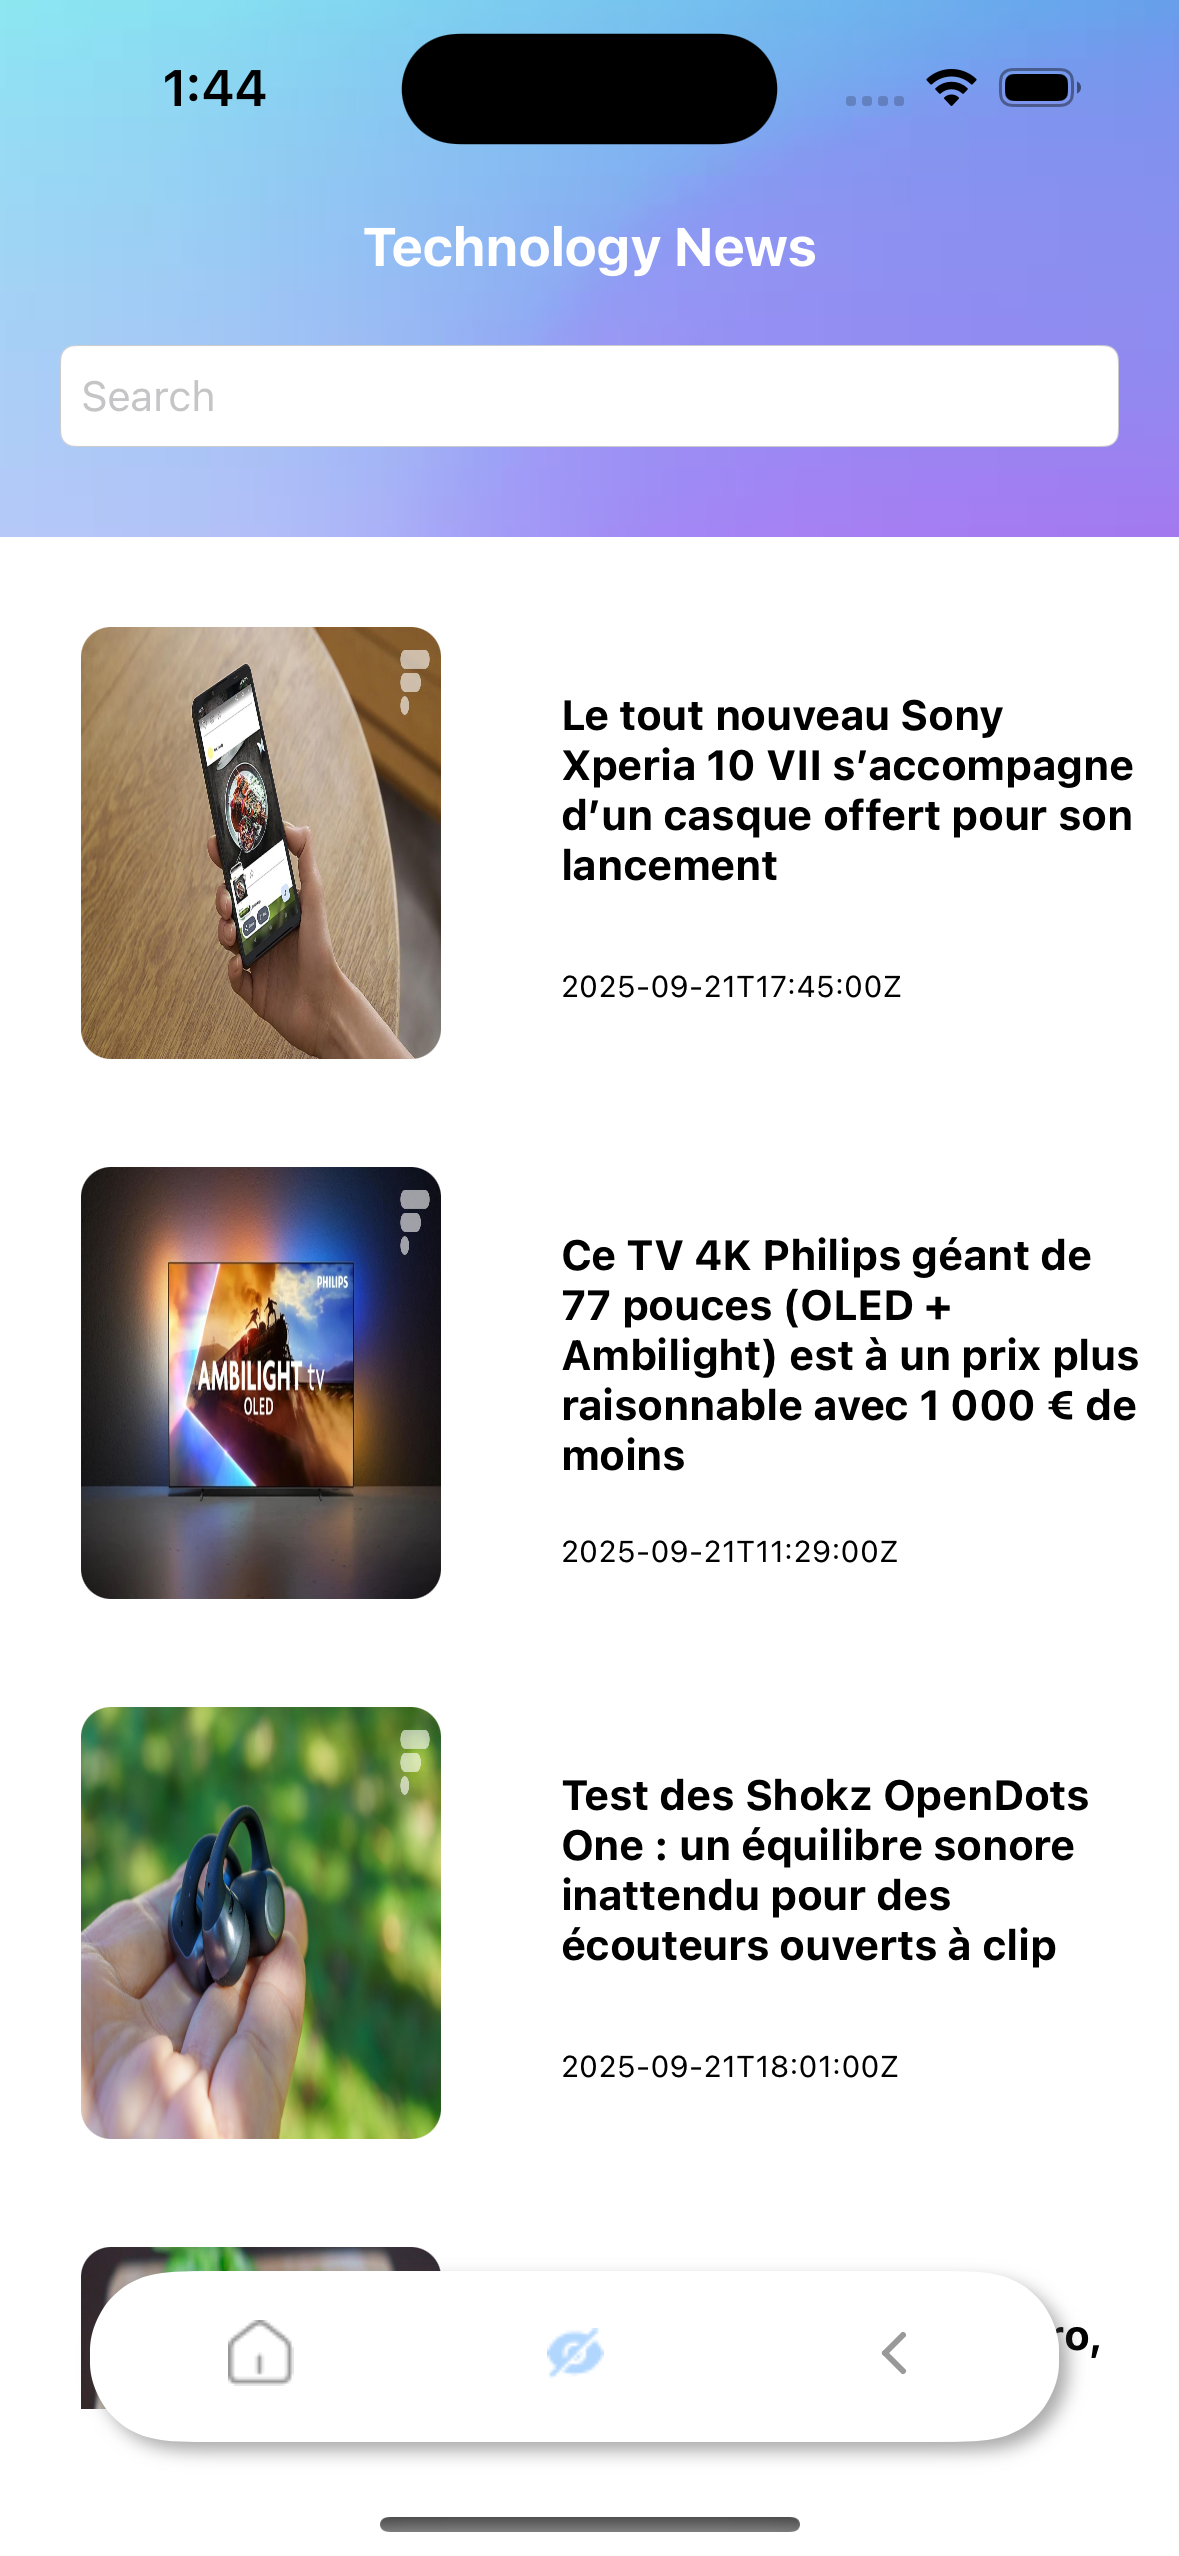 1:44
Technology News
Search
Le tout nouveau Sony
Xperia 10 VII s’accompagne
d’un casque offert pour son
lancement
2025-09-21T17:45:00Z
PHILIPS
AMBILIGHT tv
OLED
Ce TV 4K Philips géant de
77 pouces (OLED +
Ambilight) est à un prix plus
raisonnable avec 1 000 € de
moins
2025-09-21T11:29:00Z
Test des Shokz OpenDots
One : un équilibre sonore
inattendu pour des
écouteurs ouverts à clip
2025-09-21T18:01:00Z